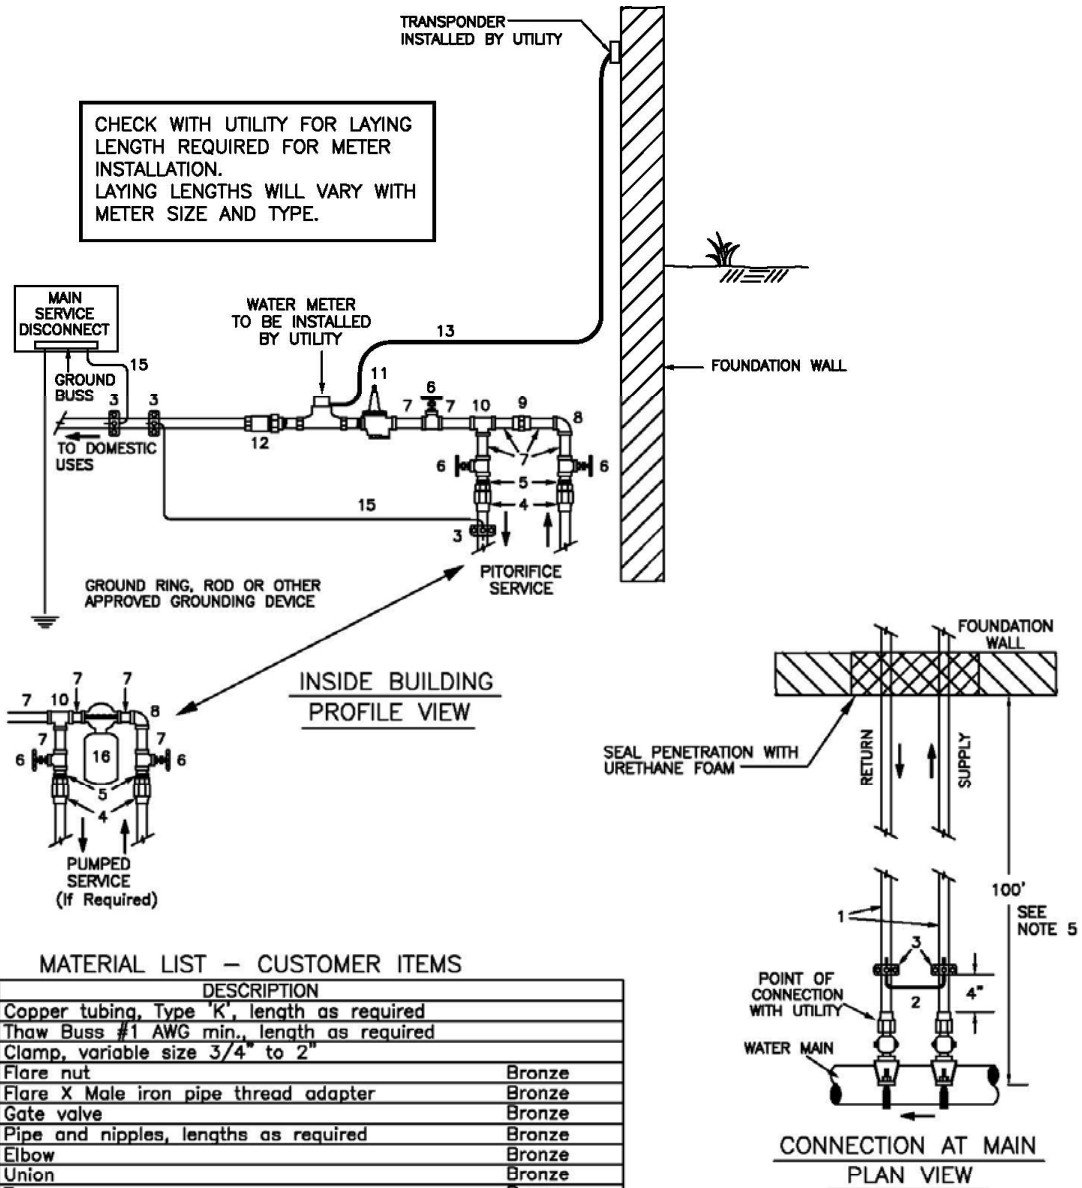 TRANSPONDER
INSTALLED BY UTILITY
CHECK WITH UTILITY FOR LAYING
LENGTH REQUIRED FOR METER
INSTALLATION.
LAYING LENGTHS WILL VARY WITH
METER SIZE AND TYPE.
MAIN
SERVICE
DISCONNECT
WATER METER
TO BE INSTALLED
BY UTILITY
13
FOUNDATION WALL
15
GROUND
BUSS
3
3
11
6
7
7
10
9
8
12
TO DOMESTIC
USES
6
7
6
5
4
15
3
PITORIFICE
SERVICE
GROUND RING, ROD OR OTHER
APPROVED GROUNDING DEVICE
INSIDE BUILDING
PROFILE VIEW
7
10
7
7
8
7
7
6
16
6
5
4
PUMPED
SERVICE
(If Required)
FOUNDATION
WALL
SEAL PENETRATION WITH
URETHANE FOAM
RETURN
SUPPLY
100'
SEE
NOTE 5
1
3
2
4"
POINT OF
CONNECTION
WITH UTILITY
WATER MAIN
CONNECTION AT MAIN
PLAN VIEW
MATERIAL LIST – CUSTOMER ITEMS
DESCRIPTION
Copper tubing, Type 'K', length as required
Thaw Buss #1 AWG min., length as required
Clamp, variable size 3/4" to 2"
Flare nut Bronze
Flare X Male iron pipe thread adapter Bronze
Gate valve Bronze
Pipe and nipples, lengths as required Bronze
Elbow Bronze
Union Bronze